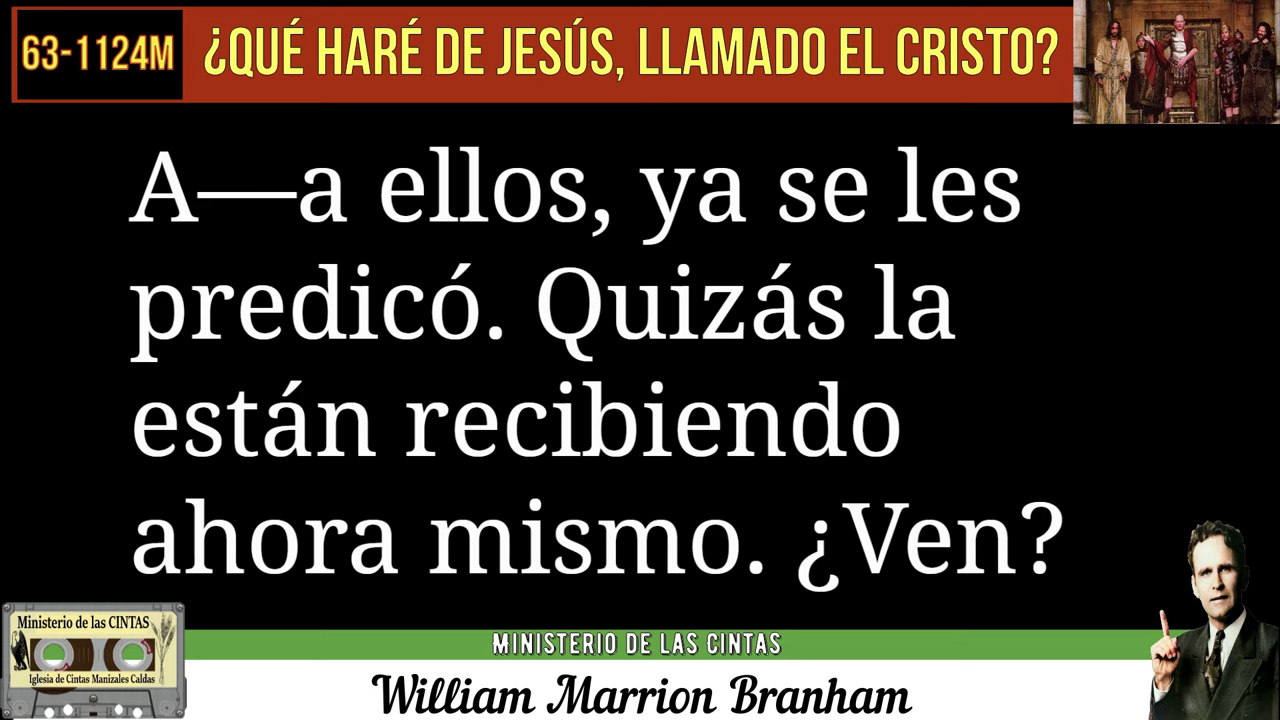 63-1124M
¿QUÉ HARÉ DE JESÚS, LLAMADO EL CRISTO?
A—a ellos, ya se les
predicó. Quizás la
están recibiendo
ahora mismo. ¿Ven?
Ministerio de las CINTAS
Iglesia de Cintas Manizales Caldas
MINISTERIO DE LAS CINTAS
William Marrion Branham